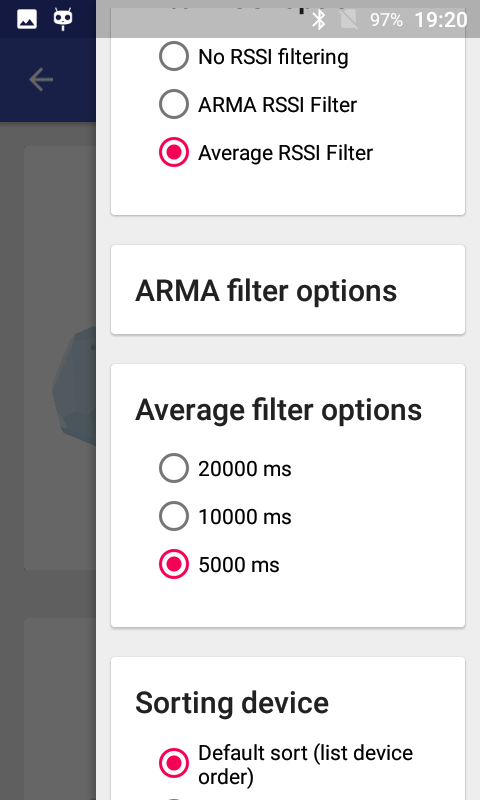 97% 19:20
No RSSI filtering
ARMA RSSI Filter
Average RSSI Filter
ARMA filter options
Average filter options
20000 ms
10000 ms
5000 ms
Sorting device
Default sort (list device
order)